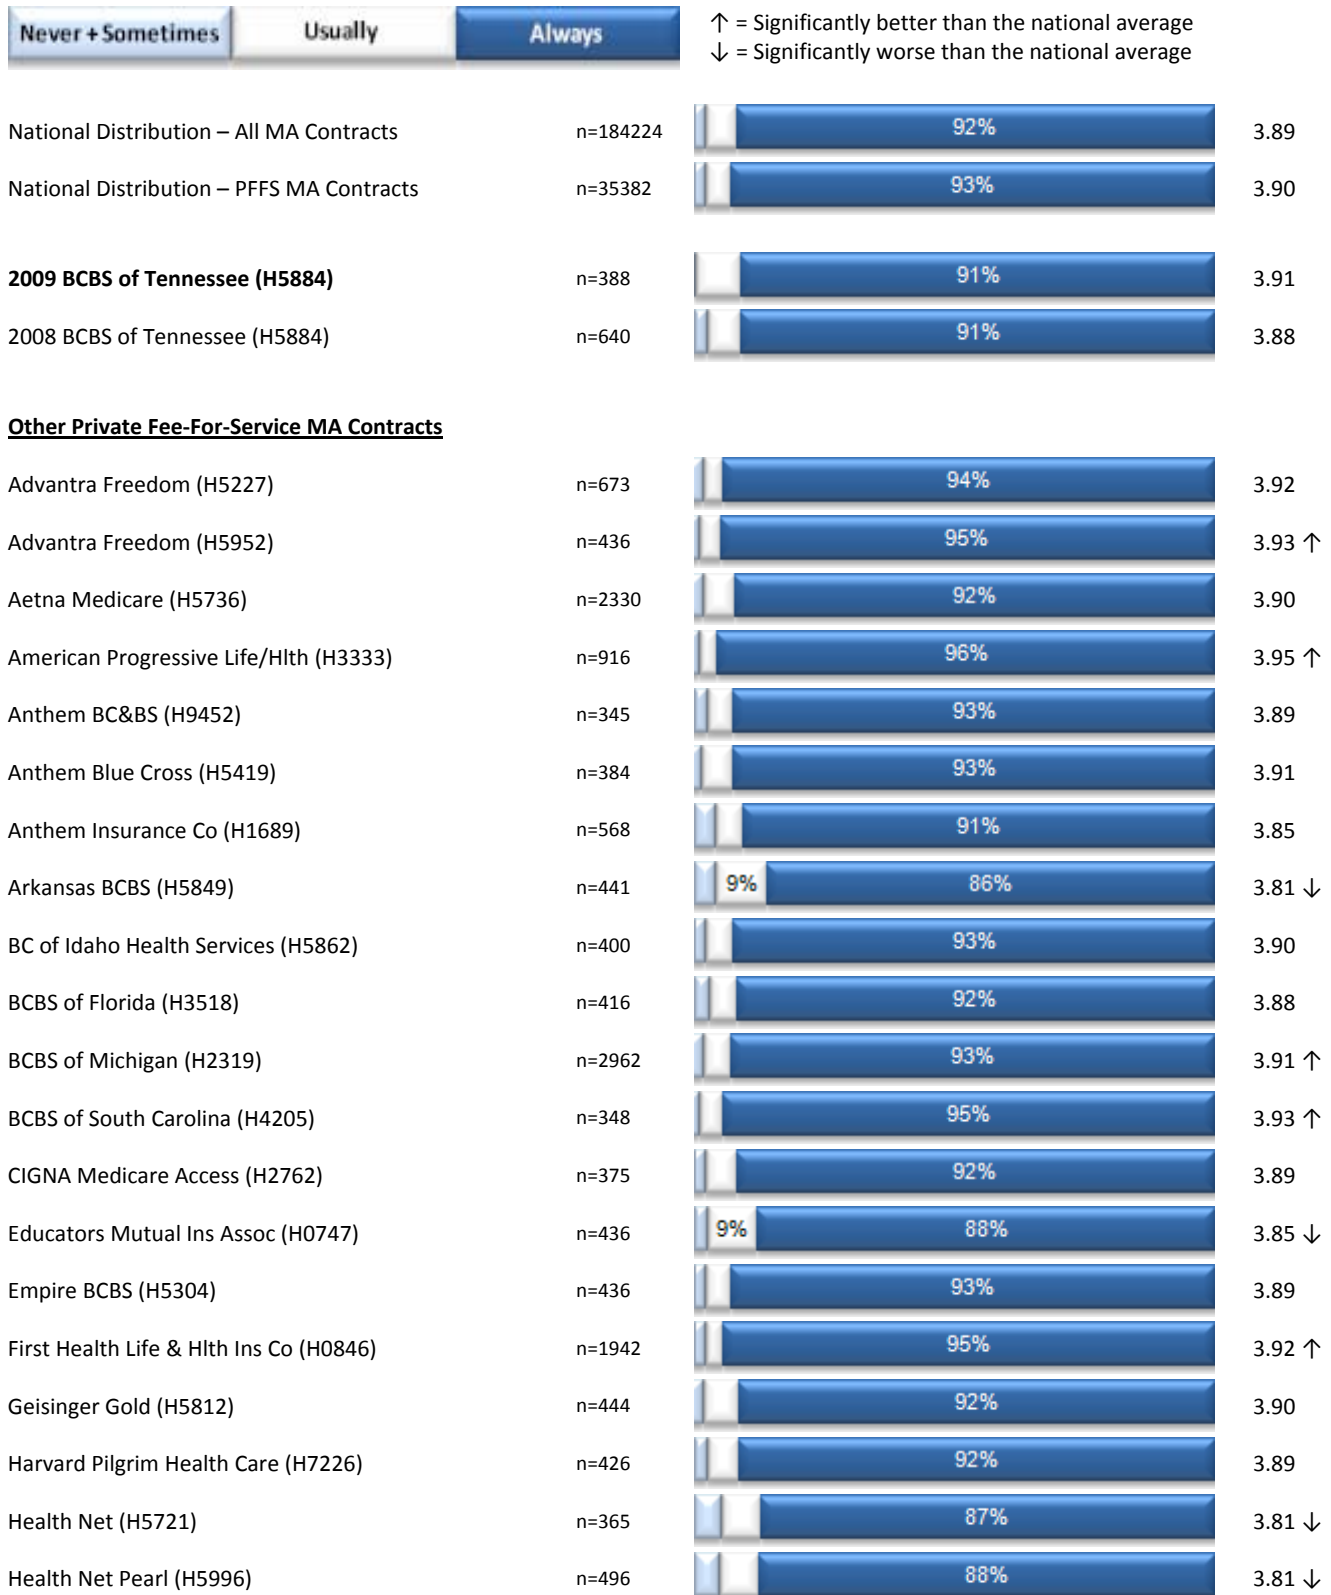 Never + Sometimes Usually Always
↑ = Significantly better than the national average
↓ = Significantly worse than the national average
National Distribution – All MA Contracts n=184224 92% 3.89
National Distribution – PFFS MA Contracts n=35382 93% 3.90
2009 BCBS of Tennessee (H5884) n=388 91% 3.91
2008 BCBS of Tennessee (H5884) n=640 91% 3.88
Other Private Fee-For-Service MA Contracts
Advantra Freedom (H5227) n=673 94% 3.92
Advantra Freedom (H5952) n=436 95% 3.93 ↑
Aetna Medicare (H5736) n=2330 92% 3.90
American Progressive Life/Hlth (H3333) n=916 96% 3.95 ↑
Anthem BC&BS (H9452) n=345 93% 3.89
Anthem Blue Cross (H5419) n=384 93% 3.91
Anthem Insurance Co (H1689) n=568 91% 3.85
Arkansas BCBS (H5849) n=441 9% 86% 3.81 ↓
BC of Idaho Health Services (H5862) n=400 93% 3.90
BCBS of Florida (H3518) n=416 92% 3.88
BCBS of Michigan (H2319) n=2962 93% 3.91 ↑
BCBS of South Carolina (H4205) n=348 95% 3.93 ↑
CIGNA Medicare Access (H2762) n=375 92% 3.89
Educators Mutual Ins Assoc (H0747) n=436 9% 88% 3.85 ↓
Empire BCBS (H5304) n=436 93% 3.89
First Health Life & Hlth Ins Co (H0846) n=1942 95% 3.92 ↑
Geisinger Gold (H5812) n=444 92% 3.90
Harvard Pilgrim Health Care (H7226) n=426 92% 3.89
Health Net (H5721) n=365 87% 3.81 ↓
Health Net Pearl (H5996) n=496 88% 3.81 ↓